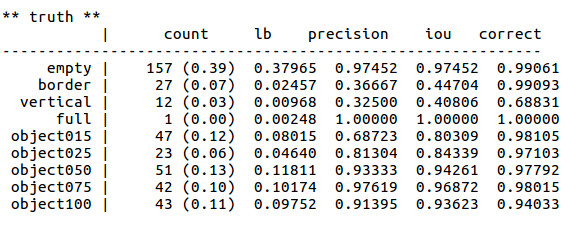 ** truth **
| count lb precision iou correct
----------------------------------------------------------------
empty | 157 (0.39) 0.37965 0.97452 0.97452 0.99061
border | 27 (0.07) 0.02457 0.36667 0.44704 0.99093
vertical | 12 (0.03) 0.00968 0.32500 0.40806 0.68831
full | 1 (0.00) 0.00248 1.00000 1.00000 1.00000
object015 | 47 (0.12) 0.08015 0.68723 0.80309 0.98105
object025 | 23 (0.06) 0.04640 0.81304 0.84339 0.97103
object050 | 51 (0.13) 0.11811 0.93333 0.94261 0.97792
object075 | 42 (0.10) 0.10174 0.97619 0.96872 0.98015
object100 | 43 (0.11) 0.09752 0.91395 0.93623 0.94033